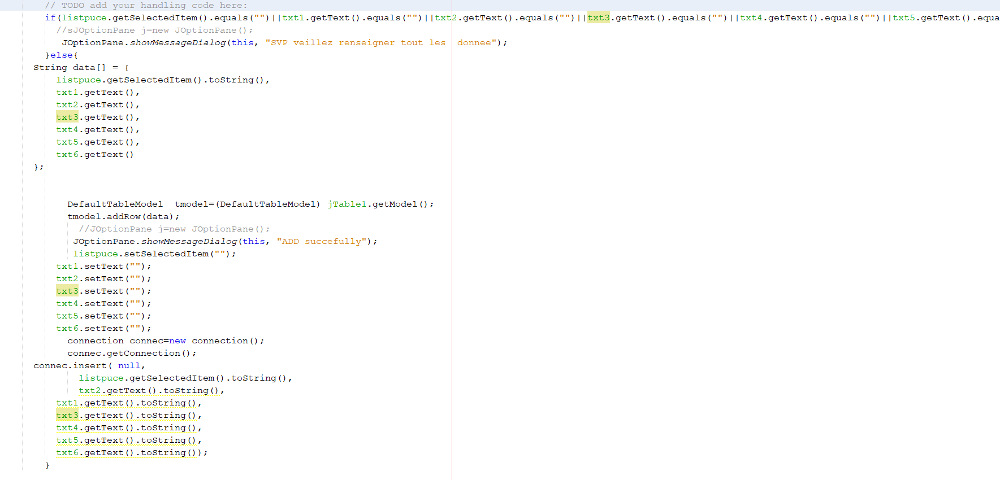 // TODO add your handling code here:
if(listpuce.getSelectedItem().equals("")||txt1.getText().equals("")||txt2.getText().equals("")||txt3.getText().equals("")||txt4.getText().equals("")||txt5.getText().equa
//sJOptionPane j=new JOptionPane();
JOptionPane.showMessageDialog(this, "SVP veillez renseigner tout les  donnee");
}else{
String data[] = {
listpuce.getSelectedItem().toString(),
txt1.getText(),
txt2.getText(),
txt3.getText(),
txt4.getText(),
txt5.getText(),
txt6.getText()
};
DefaultTableModel  tmodel=(DefaultTableModel) jTable1.getModel();
tmodel.addRow(data);
//JOptionPane j=new JOptionPane();
JOptionPane.showMessageDialog(this, "ADD succefully");
listpuce.setSelectedItem("");
txt1.setText("");
txt2.setText("");
txt3.setText("");
txt4.setText("");
txt5.setText("");
txt6.setText("");
connection connec=new connection();
connec.getConnection();
connec.insert( null,
listpuce.getSelectedItem().toString(),
txt2.getText().toString(),
txt1.getText().toString(),
txt3.getText().toString(),
txt4.getText().toString(),
txt5.getText().toString(),
txt6.getText().toString());
}